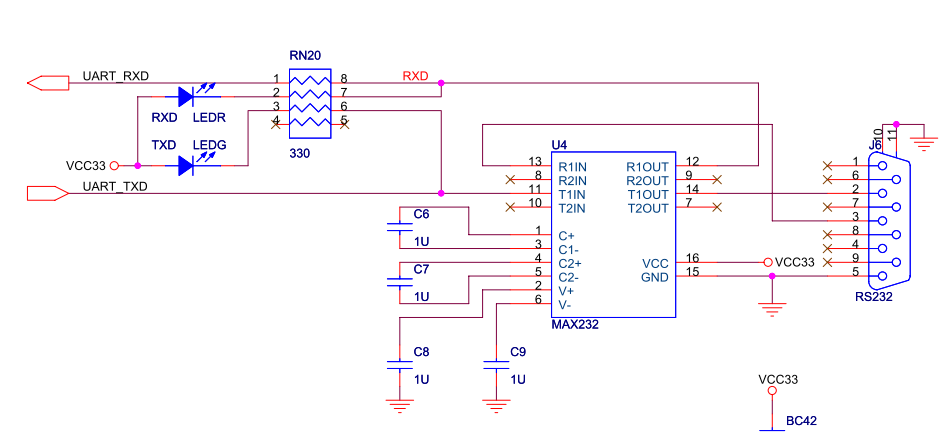 RN20
UART_RXD 1 8 RXD
2 7
3 6
4 5
RXD LEDR
TXD LEDG
330
VCC33
UART_TXD
U4
J6
10
11
13 R1IN R1OUT 12
8 R2IN R2OUT 9
11 T1IN T1OUT 14
10 T2IN T2OUT 7
1 C+
3 C1-
4 C2+ VCC 16 VCC33
5 C2- GND 15
2 V+
6 V-
MAX232
1
6
2
7
3
8
4
9
5
RS232
C6
1U
C7
1U
C8
1U
C9
1U
VCC33
BC42